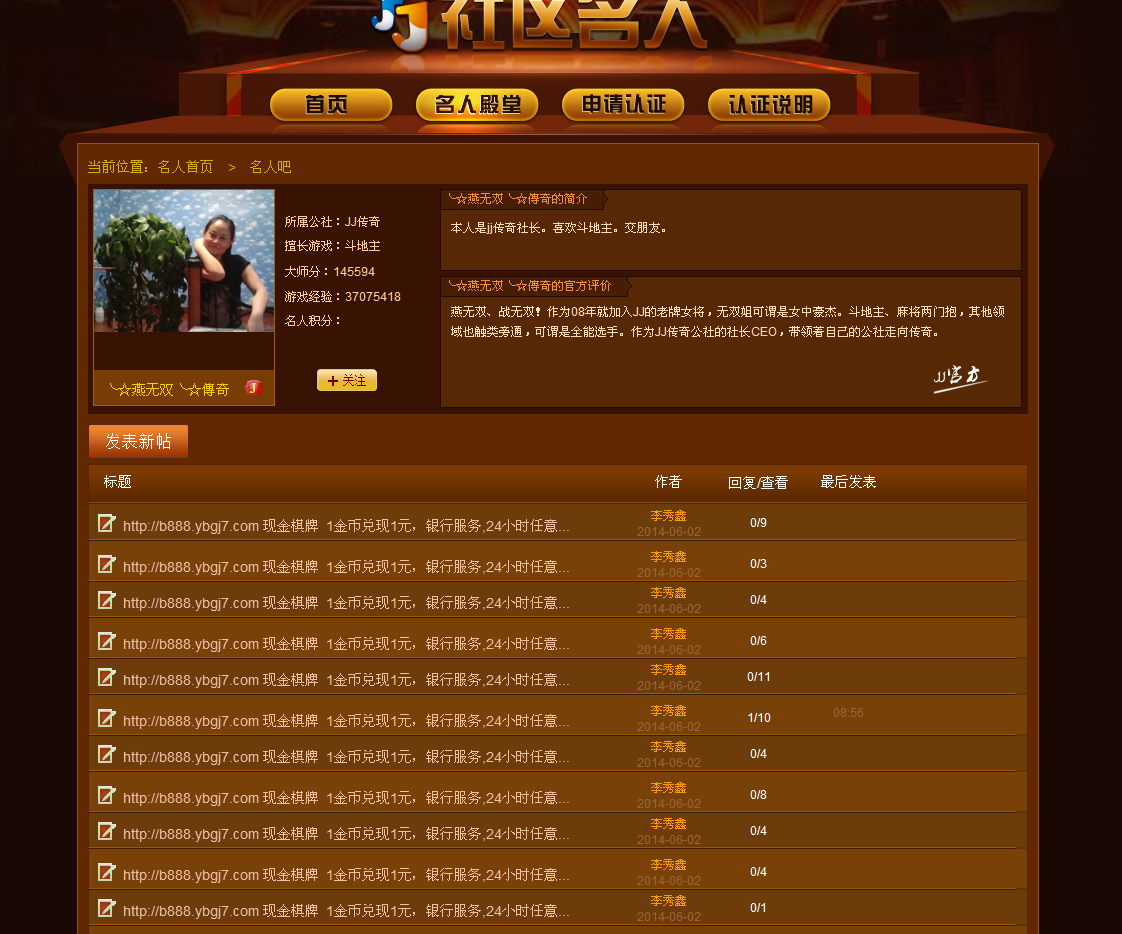 JJ社区名人
首页 名人殿堂 申请认证 认证说明
当前位置：名人首页 > 名人吧
所属公社：JJ传奇
擅长游戏：斗地主
大师分：145594
游戏经验：37075418
名人积分：
╰☆燕无双╰☆傳奇 J
+ 关注
╰☆燕无双╰☆傳奇的简介
本人是jj传奇社长。喜欢斗地主。交朋友。
╰☆燕无双╰☆傳奇的官方评价
燕无双、战无双！作为08年就加入JJ的老牌女将，无双姐可谓是女中豪杰。斗地主、麻将两门抱，其他领
域也触类旁通，可谓是全能选手。作为JJ传奇公社的社长CEO，带领着自己的公社走向传奇。
JJ官方
发表新帖
标题 作者 回复/查看 最后发表
http://b888.ybgj7.com 现金棋牌 1金币兑现1元，银行服务,24小时任意... 李秀鑫 0/9
2014-06-02
http://b888.ybgj7.com 现金棋牌 1金币兑现1元，银行服务,24小时任意... 李秀鑫 0/3
2014-06-02
http://b888.ybgj7.com 现金棋牌 1金币兑现1元，银行服务,24小时任意... 李秀鑫 0/4
2014-06-02
http://b888.ybgj7.com 现金棋牌 1金币兑现1元，银行服务,24小时任意... 李秀鑫 0/6
2014-06-02
http://b888.ybgj7.com 现金棋牌 1金币兑现1元，银行服务,24小时任意... 李秀鑫 0/11
2014-06-02
http://b888.ybgj7.com 现金棋牌 1金币兑现1元，银行服务,24小时任意... 李秀鑫 1/10 08:56
2014-06-02
http://b888.ybgj7.com 现金棋牌 1金币兑现1元，银行服务,24小时任意... 李秀鑫 0/4
2014-06-02
http://b888.ybgj7.com 现金棋牌 1金币兑现1元，银行服务,24小时任意... 李秀鑫 0/8
2014-06-02
http://b888.ybgj7.com 现金棋牌 1金币兑现1元，银行服务,24小时任意... 李秀鑫 0/4
2014-06-02
http://b888.ybgj7.com 现金棋牌 1金币兑现1元，银行服务,24小时任意... 李秀鑫 0/4
2014-06-02
http://b888.ybgj7.com 现金棋牌 1金币兑现1元，银行服务,24小时任意... 李秀鑫 0/1
2014-06-02